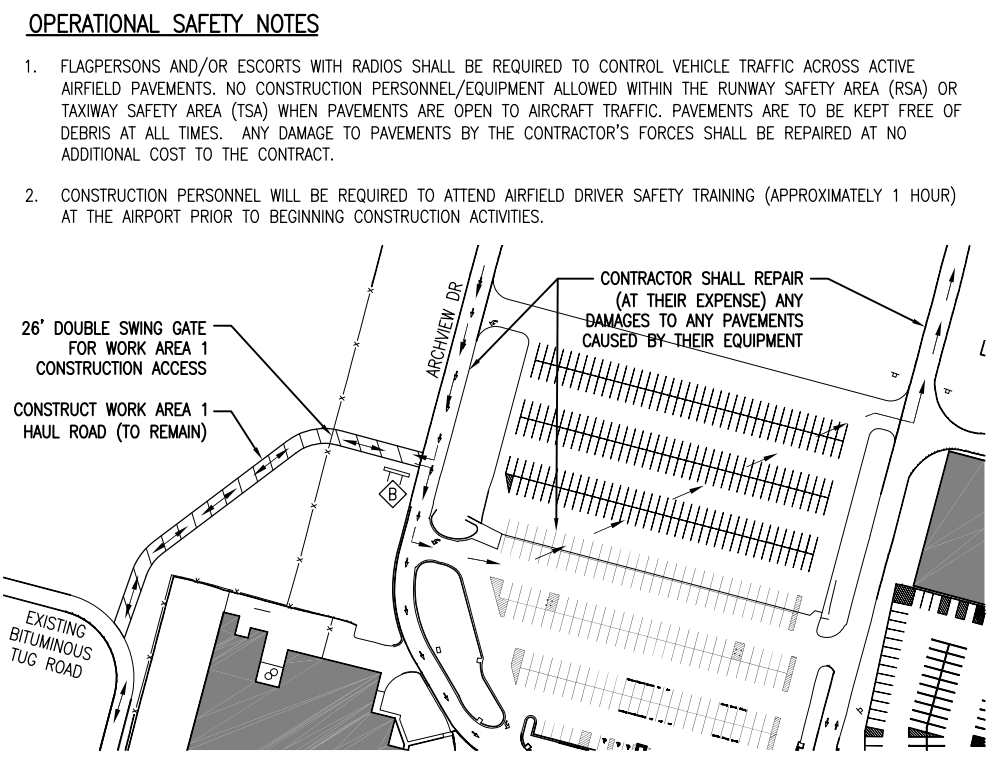 OPERATIONAL SAFETY NOTES
1. FLAGPERSONS AND/OR ESCORTS WITH RADIOS SHALL BE REQUIRED TO CONTROL VEHICLE TRAFFIC ACROSS ACTIVE
AIRFIELD PAVEMENTS. NO CONSTRUCTION PERSONNEL/EQUIPMENT ALLOWED WITHIN THE RUNWAY SAFETY AREA (RSA) OR
TAXIWAY SAFETY AREA (TSA) WHEN PAVEMENTS ARE OPEN TO AIRCRAFT TRAFFIC. PAVEMENTS ARE TO BE KEPT FREE OF
DEBRIS AT ALL TIMES. ANY DAMAGE TO PAVEMENTS BY THE CONTRACTOR'S FORCES SHALL BE REPAIRED AT NO
ADDITIONAL COST TO THE CONTRACT.
2. CONSTRUCTION PERSONNEL WILL BE REQUIRED TO ATTEND AIRFIELD DRIVER SAFETY TRAINING (APPROXIMATELY 1 HOUR)
AT THE AIRPORT PRIOR TO BEGINNING CONSTRUCTION ACTIVITIES.
CONTRACTOR SHALL REPAIR
(AT THEIR EXPENSE) ANY
DAMAGES TO ANY PAVEMENTS
CAUSED BY THEIR EQUIPMENT
ARCHVIEW DR
26' DOUBLE SWING GATE
FOR WORK AREA 1
CONSTRUCTION ACCESS
CONSTRUCT WORK AREA 1
HAUL ROAD (TO REMAIN)
B
EXISTING
BITUMINOUS
TUG ROAD